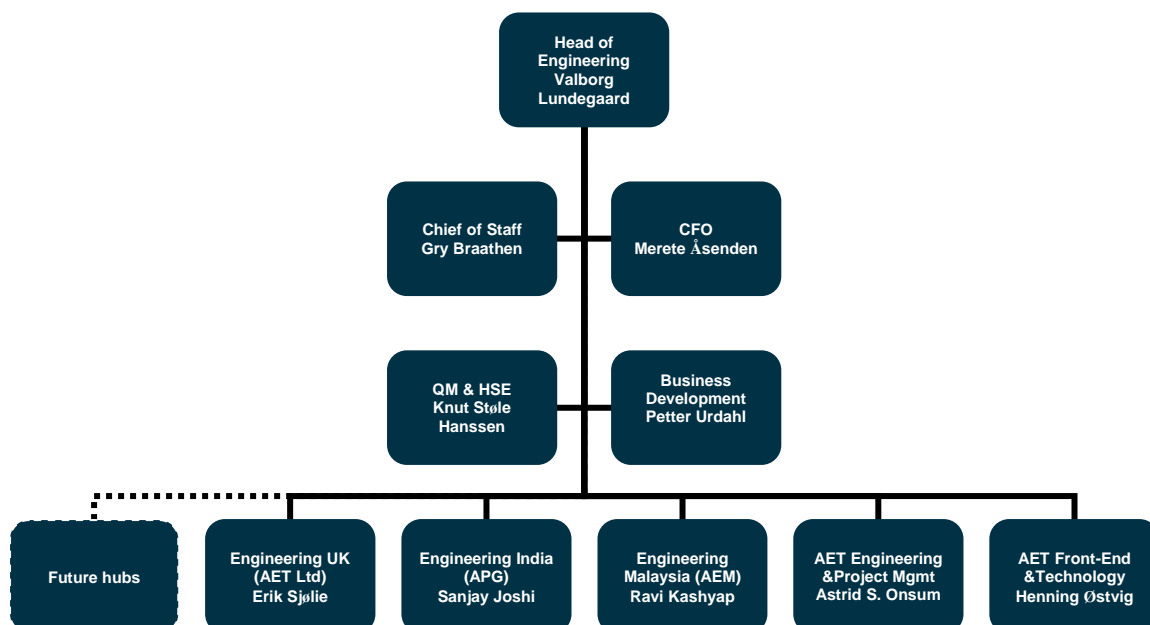 Head of
Engineering
Valborg
Lundegaard
Chief of Staff
Gry Braathen
CFO
Merete Åsenden
QM & HSE
Knut Støle
Hanssen
Business
Development
Petter Urdahl
Future hubs
Engineering UK
(AET Ltd)
Erik Sjølie
Engineering India
(APG)
Sanjay Joshi
Engineering
Malaysia (AEM)
Ravi Kashyap
AET Engineering
&Project Mgmt
Astrid S. Onsum
AET Front-End
&Technology
Henning Østvig